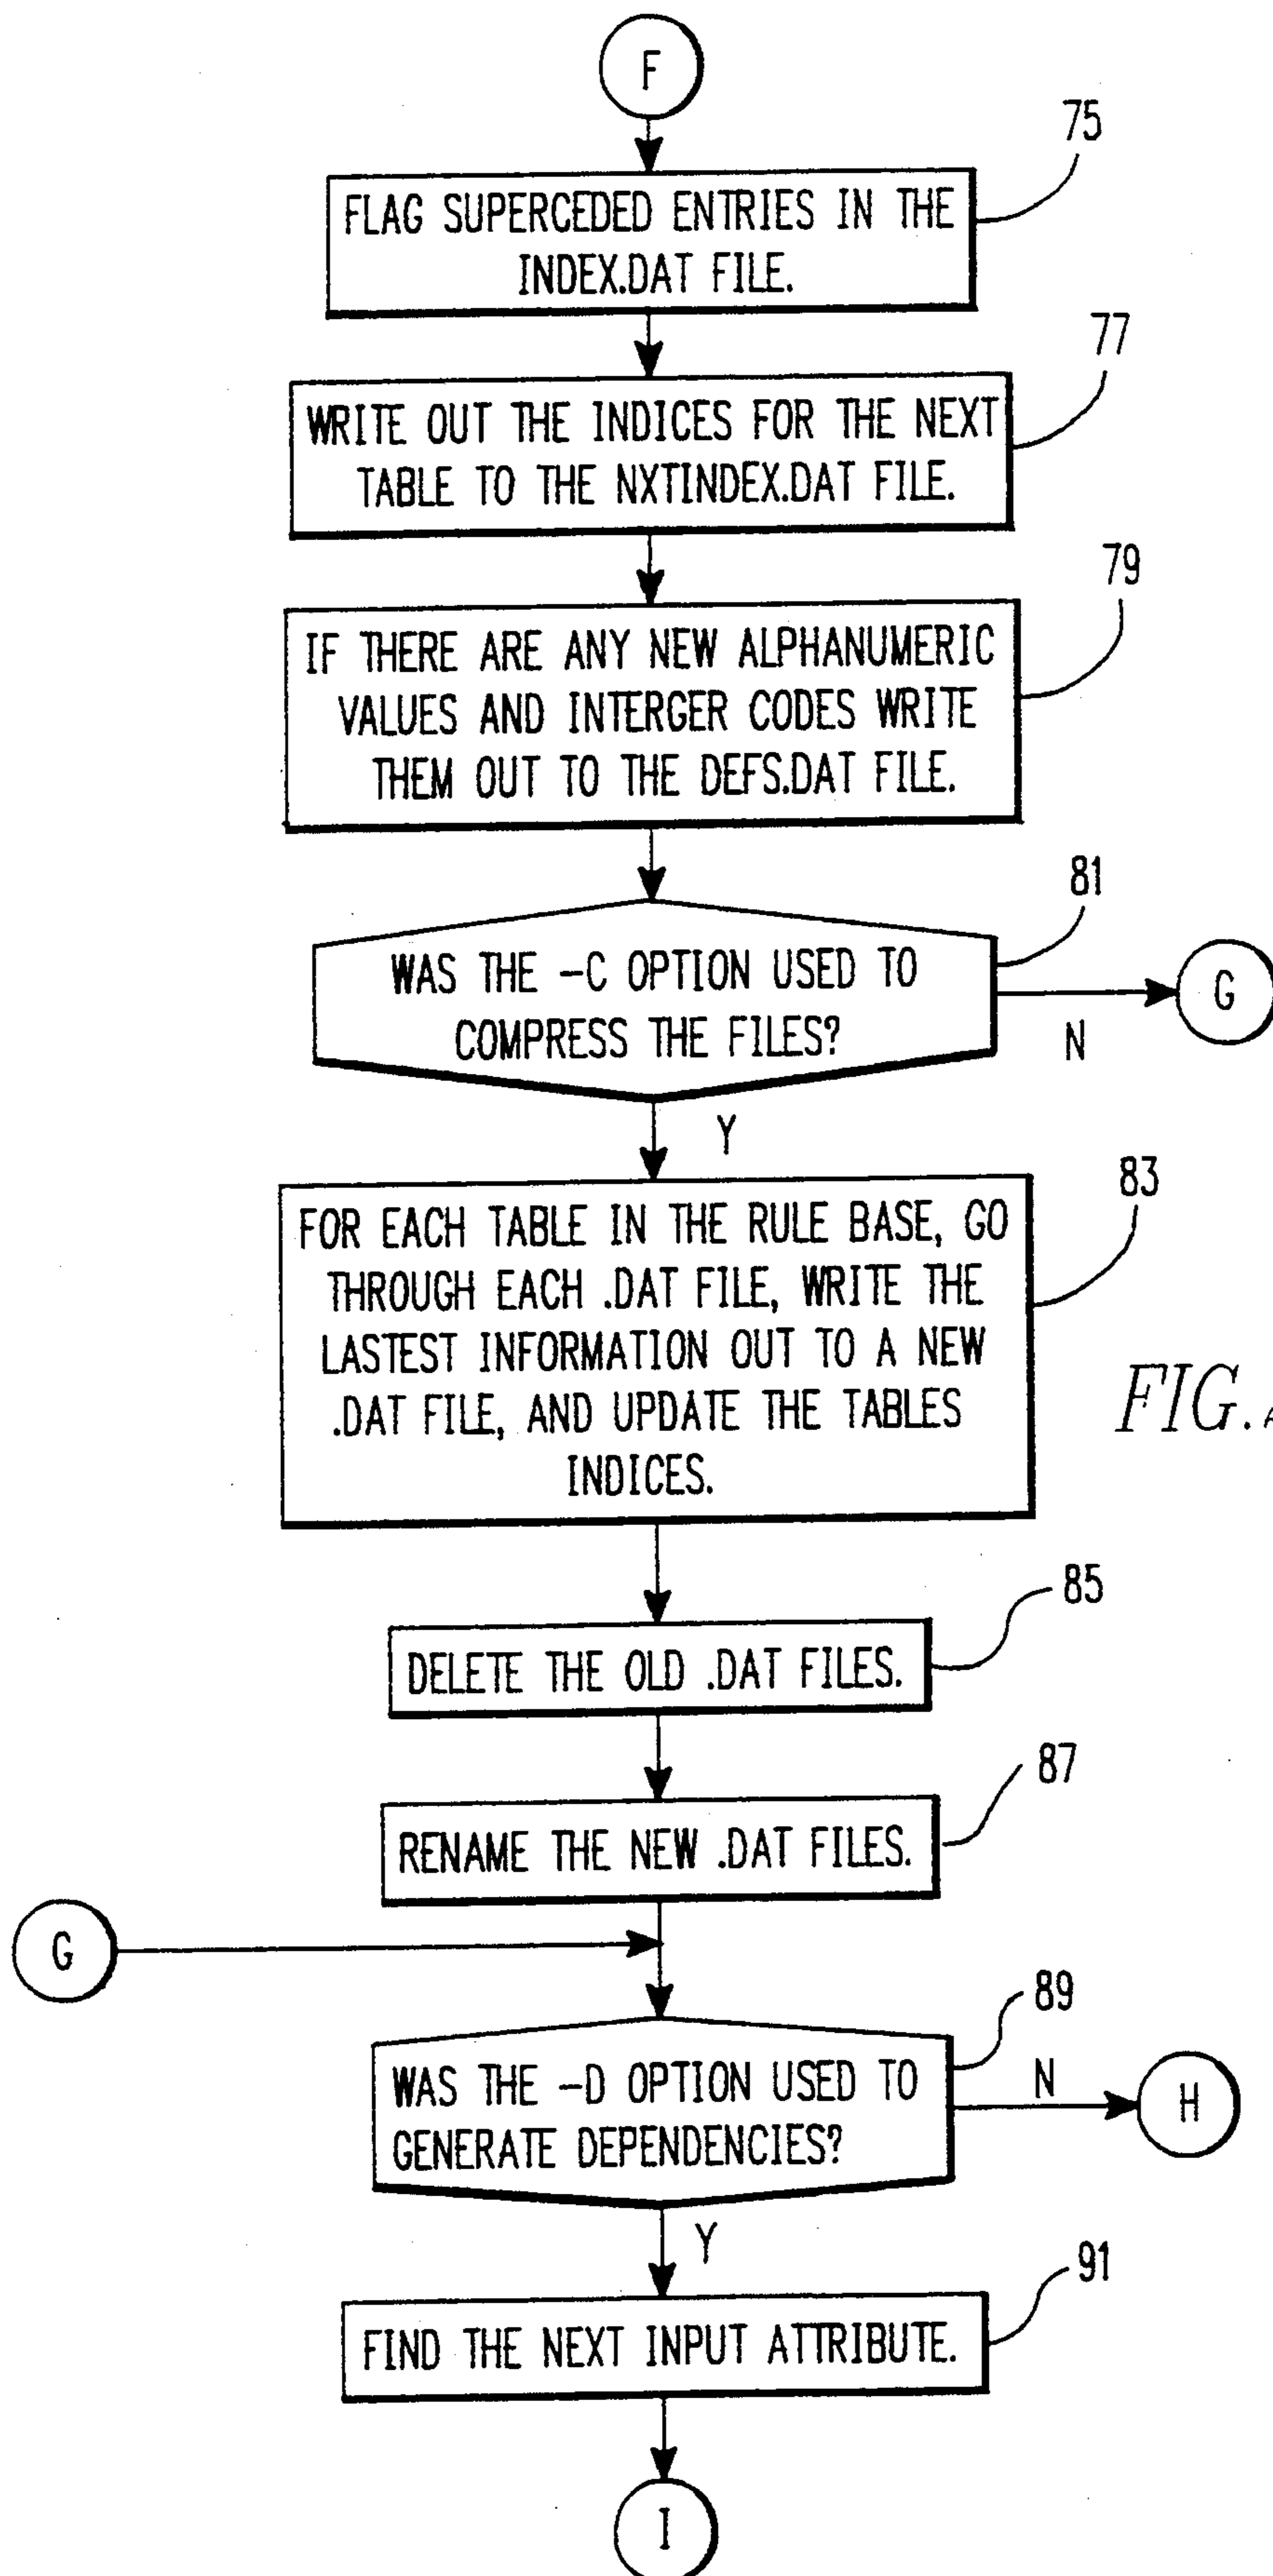 F
75
FLAG SUPERCEDED ENTRIES IN THE
INDEX.DAT FILE.
77
WRITE OUT THE INDICES FOR THE NEXT
TABLE TO THE NXTINDEX.DAT FILE.
79
IF THERE ARE ANY NEW ALPHANUMERIC
VALUES AND INTERGER CODES WRITE
THEM OUT TO THE DEFS.DAT FILE.
81
WAS THE -C OPTION USED TO
COMPRESS THE FILES?
G
N
Y
83
FOR EACH TABLE IN THE RULE BASE, GO
THROUGH EACH .DAT FILE, WRITE THE
LASTEST INFORMATION OUT TO A NEW
.DAT FILE, AND UPDATE THE TABLES
INDICES.
FIG.
85
DELETE THE OLD .DAT FILES.
87
RENAME THE NEW .DAT FILES.
G
89
WAS THE -D OPTION USED TO
GENERATE DEPENDENCIES?
N
H
Y
91
FIND THE NEXT INPUT ATTRIBUTE.
I